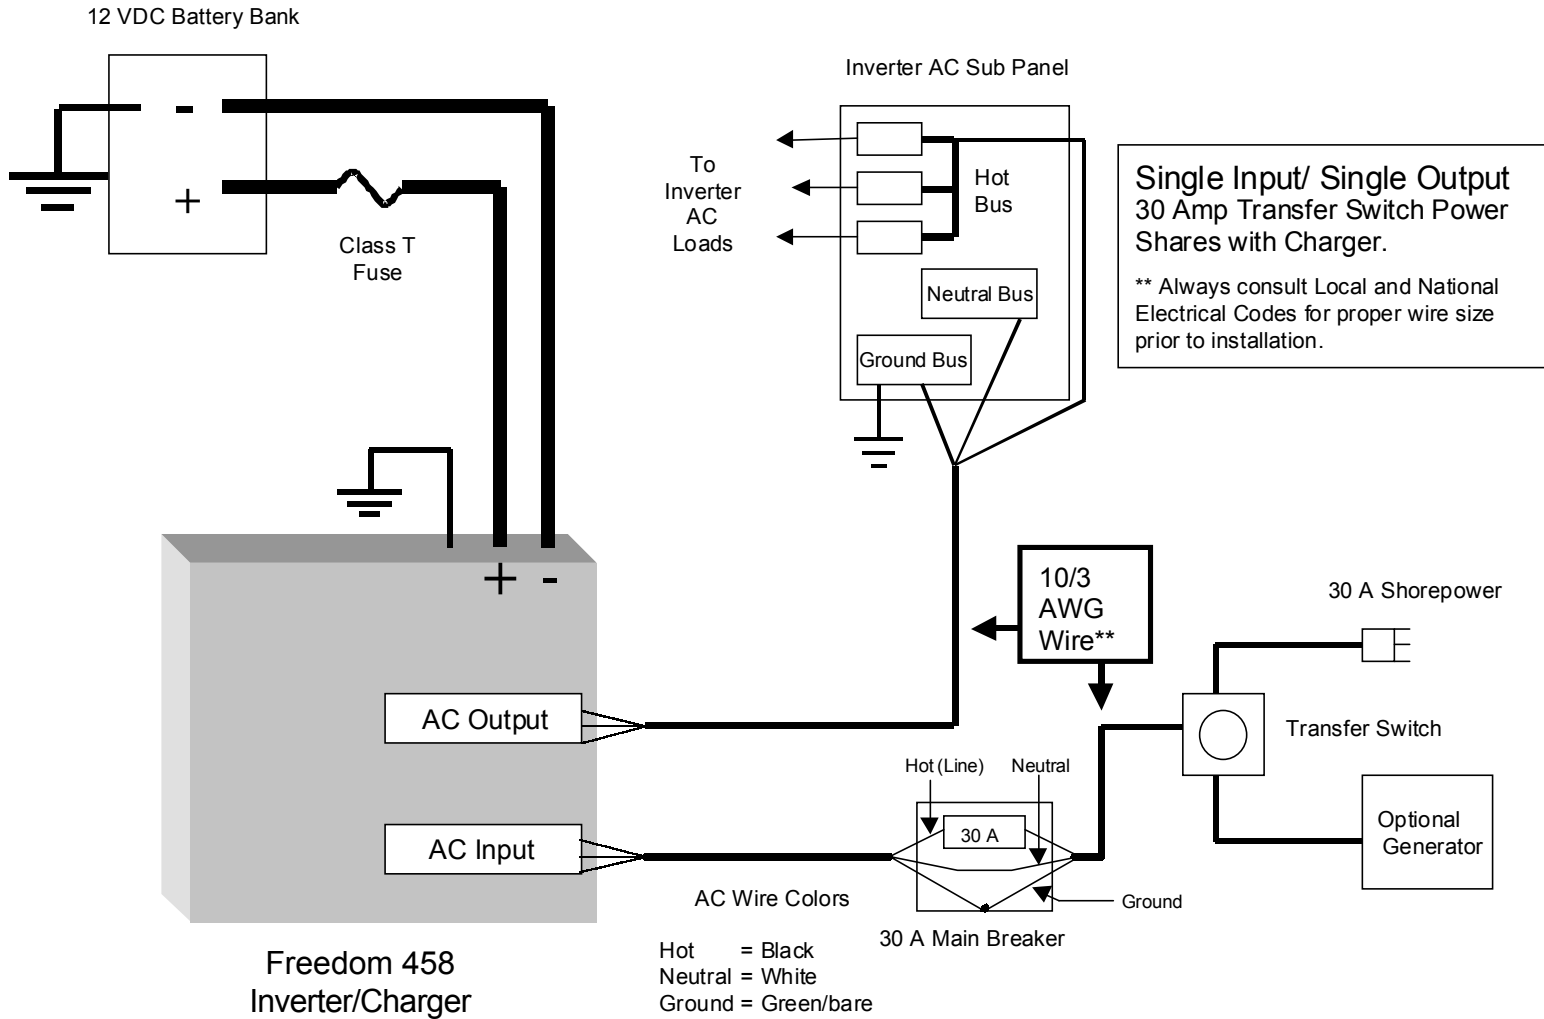 12 VDC Battery Bank
-
+
Class T
Fuse
Inverter AC Sub Panel
To
Inverter
AC
Loads
Hot
Bus
Neutral Bus
Ground Bus
Single Input/ Single Output
30 Amp Transfer Switch Power
Shares with Charger.
** Always consult Local and National
Electrical Codes for proper wire size
prior to installation.
+ -
10/3
AWG
Wire**
30 A Shorepower
AC Output
Transfer Switch
Hot (Line) Neutral
30 A
AC Input
Optional
Generator
Ground
30 A Main Breaker
AC Wire Colors
Hot = Black
Neutral = White
Ground = Green/bare
Freedom 458
Inverter/Charger